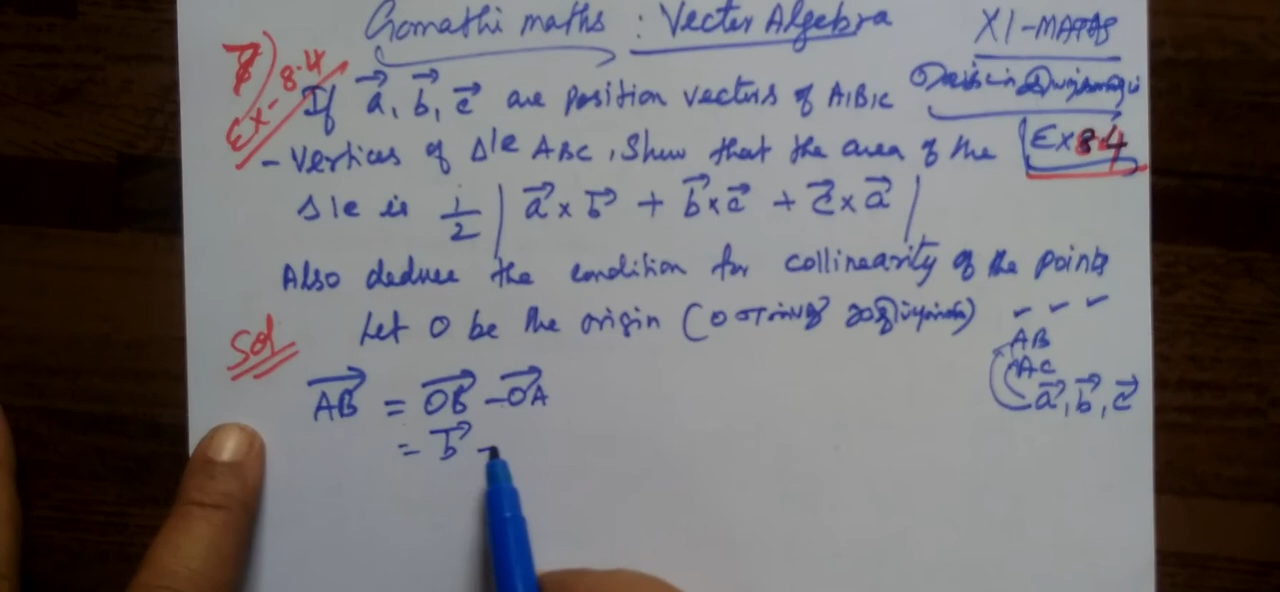 Gomathi maths : Vector Algebra XI-MATHS
7) Ex-8.4
If a⃗, b⃗, c⃗ are position vectors of A,B,C
- vertices of Δle ABC, Show that the area of the Ex 8.4
Δle is 1/2 | a⃗ × b⃗ + b⃗ × c⃗ + c⃗ × a⃗ |
Also deduce the condition for collinearity of the points
Sol Let O be the origin (O
AB
AC
a⃗, b⃗, c⃗
AB⃗ = OB⃗ - OA⃗
= b⃗ -